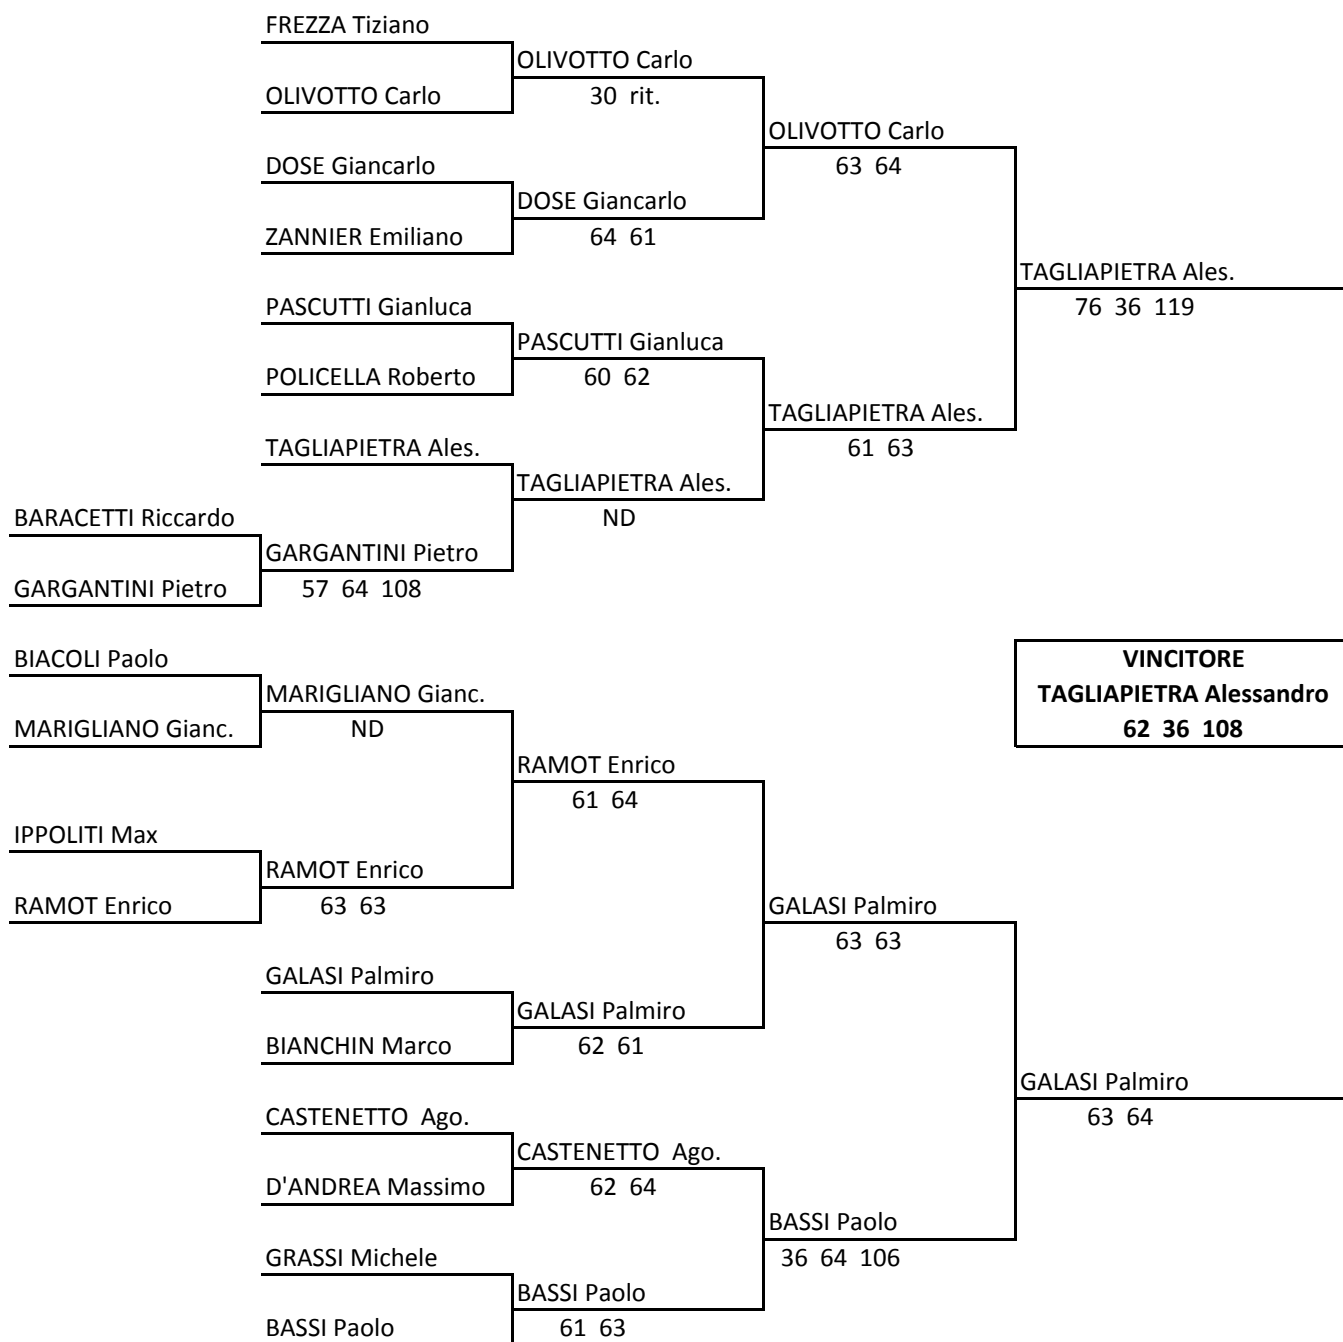 FREZZA Tiziano
OLIVOTTO Carlo
OLIVOTTO Carlo
30 rit.
OLIVOTTO Carlo
63 64
DOSE Giancarlo
DOSE Giancarlo
ZANNIER Emiliano
64 61
TAGLIAPIETRA Ales.
76 36 119
PASCUTTI Gianluca
PASCUTTI Gianluca
POLICELLA Roberto
60 62
TAGLIAPIETRA Ales.
61 63
TAGLIAPIETRA Ales.
TAGLIAPIETRA Ales.
ND
BARACETTI Riccardo
GARGANTINI Pietro
GARGANTINI Pietro
57 64 108
BIACOLI Paolo
MARIGLIANO Gianc.
MARIGLIANO Gianc.
ND
VINCITORE
TAGLIAPIETRA Alessandro
62 36 108
RAMOT Enrico
61 64
IPPOLITI Max
RAMOT Enrico
RAMOT Enrico
63 63
GALASI Palmiro
63 63
GALASI Palmiro
GALASI Palmiro
BIANCHIN Marco
62 61
GALASI Palmiro
63 64
CASTENETTO Ago.
CASTENETTO Ago.
D'ANDREA Massimo
62 64
BASSI Paolo
36 64 106
GRASSI Michele
BASSI Paolo
BASSI Paolo
61 63